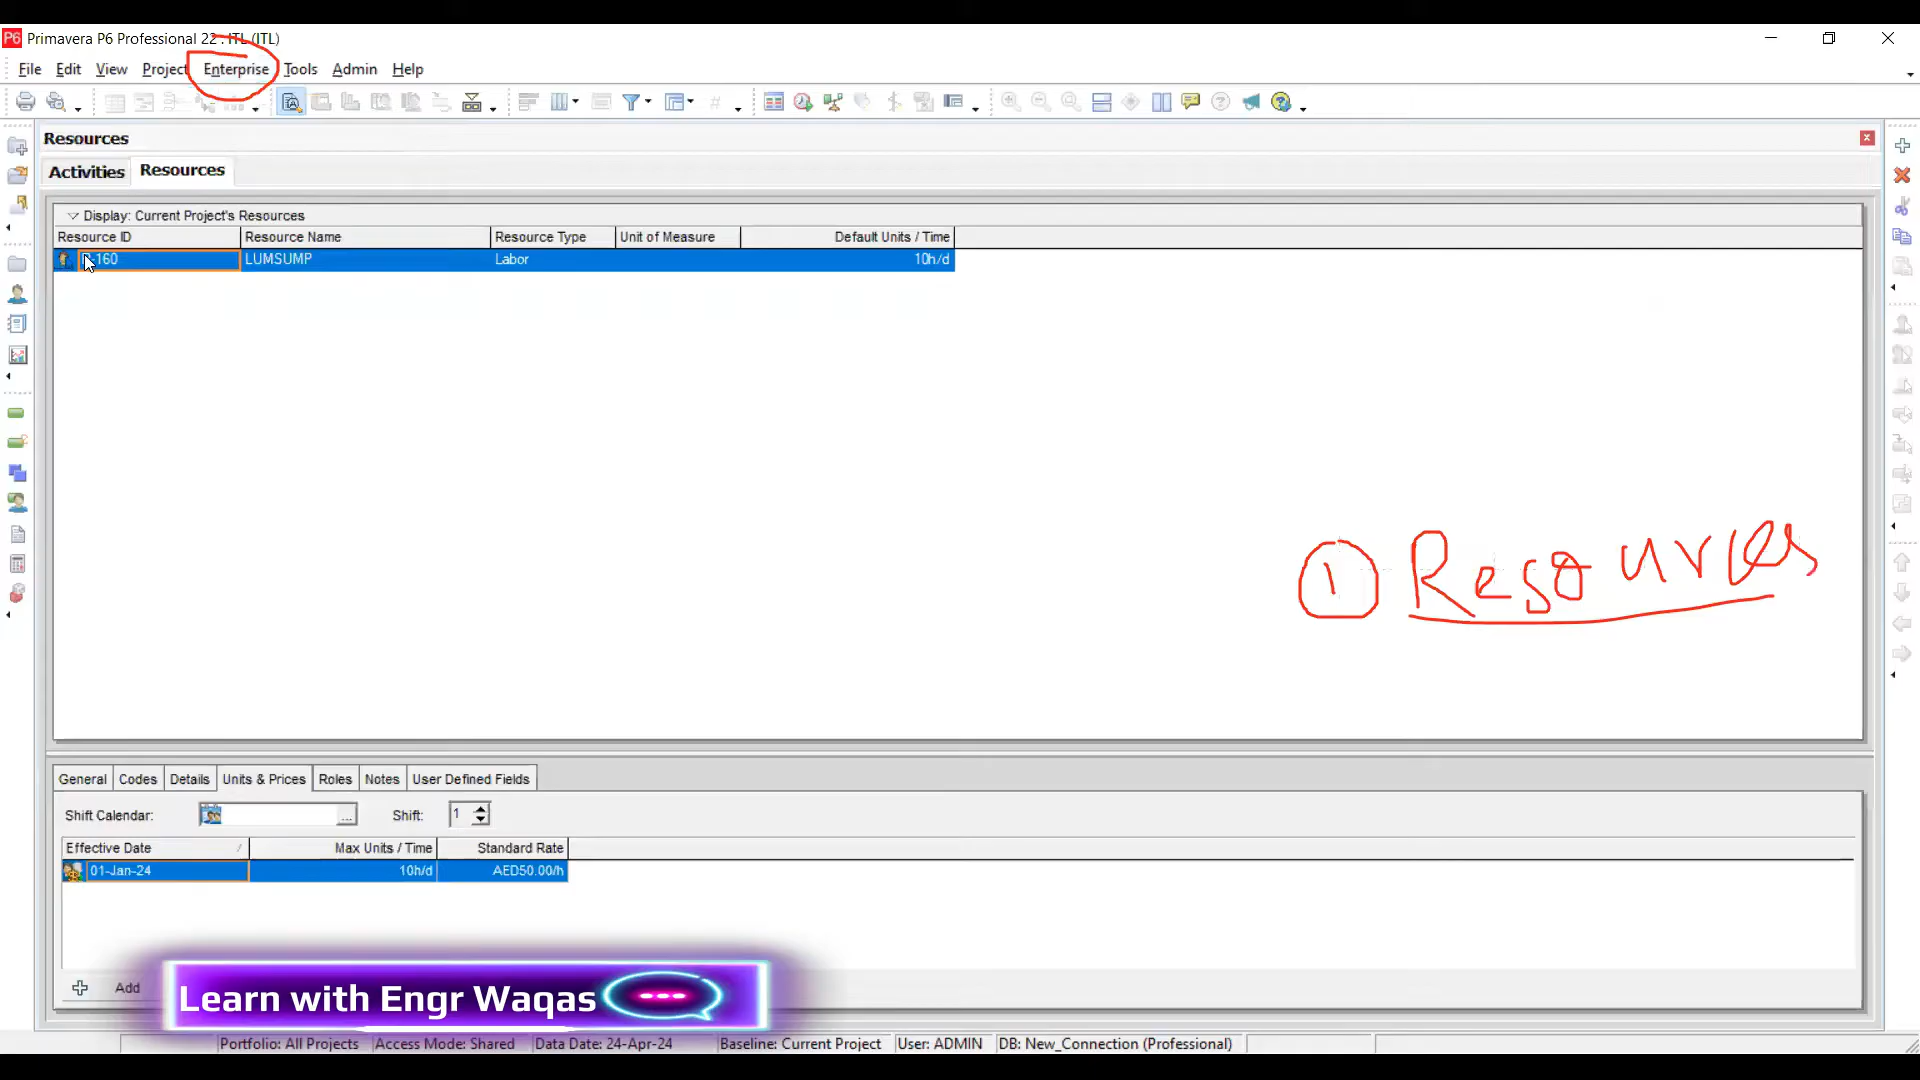 P6 Primavera P6 Professional 22 : ITL (ITL)
File Edit View Project Enterprise Tools Admin Help
Resources
Activities Resources
Display: Current Project's Resources
Resource ID Resource Name Resource Type Unit of Measure Default Units / Time
-160 LUMSUMP Labor 10h/d
1 Resources
General Codes Details Units & Prices Roles Notes User Defined Fields
Shift Calendar: ... Shift: 1
Effective Date Max Units / Time Standard Rate
01-Jan-24 10h/d AED50.00/h
Add
Learn with Engr Waqas
Portfolio: All Projects Access Mode: Shared Data Date: 24-Apr-24 Baseline: Current Project User: ADMIN DB: New_Connection (Professional)